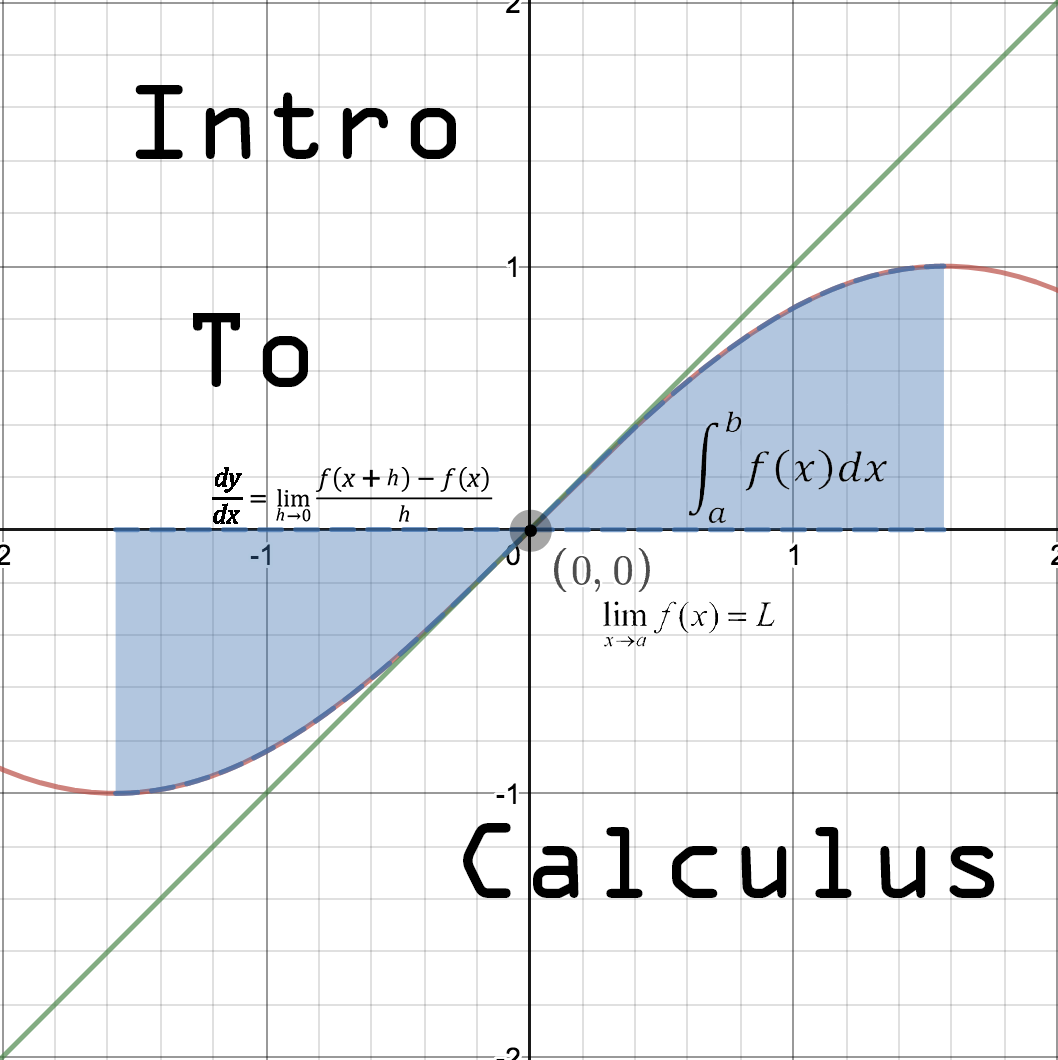 2
Intro
1
To
\int_a^b f(x)dx
\frac{dy}{dx} = \lim_{h \to 0} \frac{f(x + h) - f(x)}{h}
2 -1 0 1 2
(0, 0)
\lim_{x \to a} f(x) = L
-1
Calculus
-2